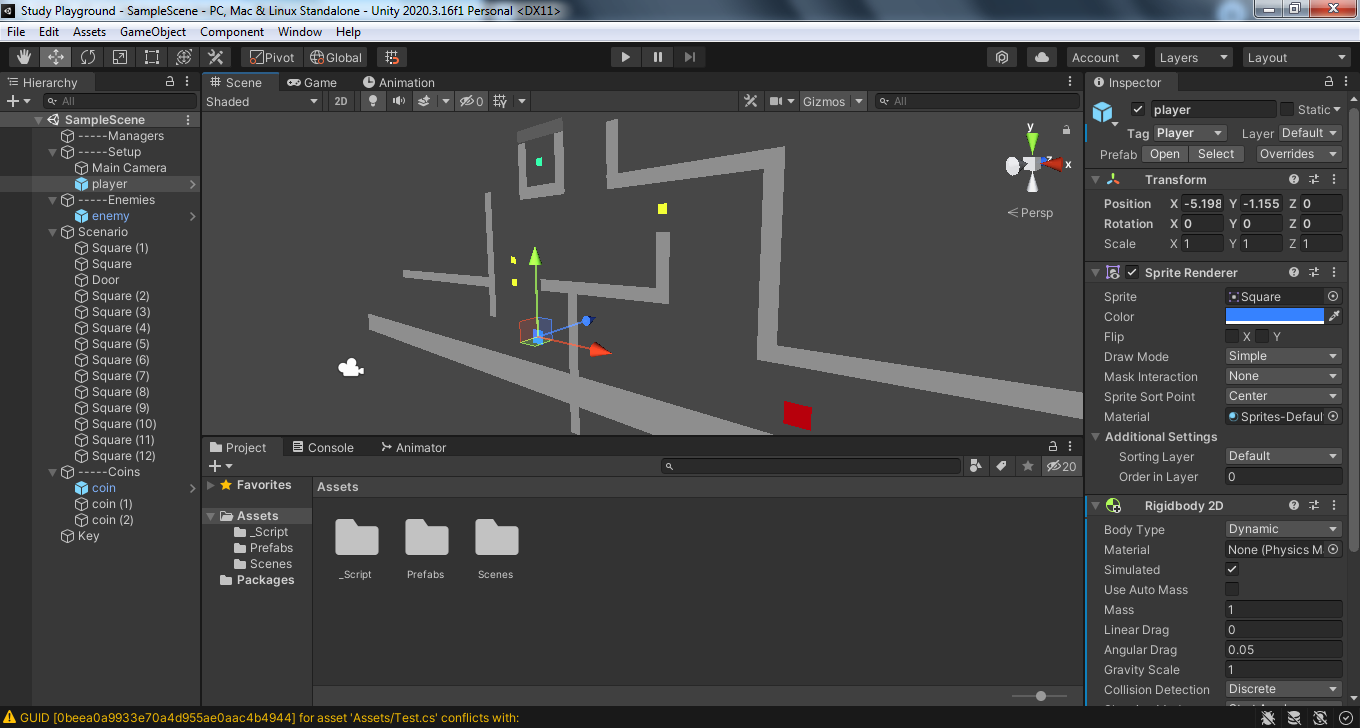 Study Playground - SampleScene - PC, Mac & Linux Standalone - Unity 2020.3.16f1 Personal <DX11>
File Edit Assets GameObject Component Window Help
Pivot Global Account Layers Layout
Hierarchy
All
SampleScene
-----Managers
-----Setup
Main Camera
player
-----Enemies
enemy
Scenario
Square (1)
Square
Door
Square (2)
Square (3)
Square (4)
Square (5)
Square (6)
Square (7)
Square (8)
Square (9)
Square (10)
Square (11)
Square (12)
-----Coins
coin
coin (1)
coin (2)
Key
Scene Game Animation
Shaded 2D 0 Gizmos All
y
x
Persp
Project Console Animator
20
Favorites
Assets
_Script
Prefabs
Scenes
Packages
Assets
_Script Prefabs Scenes
Inspector
player Static
Tag Player Layer Default
Prefab Open Select Overrides
Transform
Position X -5.198 Y -1.155 Z 0
Rotation X 0 Y 0 Z 0
Scale X 1 Y 1 Z 1
Sprite Renderer
Sprite Square
Color
Flip X Y
Draw Mode Simple
Mask Interaction None
Sprite Sort Point Center
Material Sprites-Defaul
Additional Settings
Sorting Layer Default
Order in Layer 0
Rigidbody 2D
Body Type Dynamic
Material None (Physics M
Simulated
Use Auto Mass
Mass 1
Linear Drag 0
Angular Drag 0.05
Gravity Scale 1
Collision Detection Discrete
GUID [0beea0a9933e70a4d955ae0aac4b4944] for asset 'Assets/Test.cs' conflicts with: